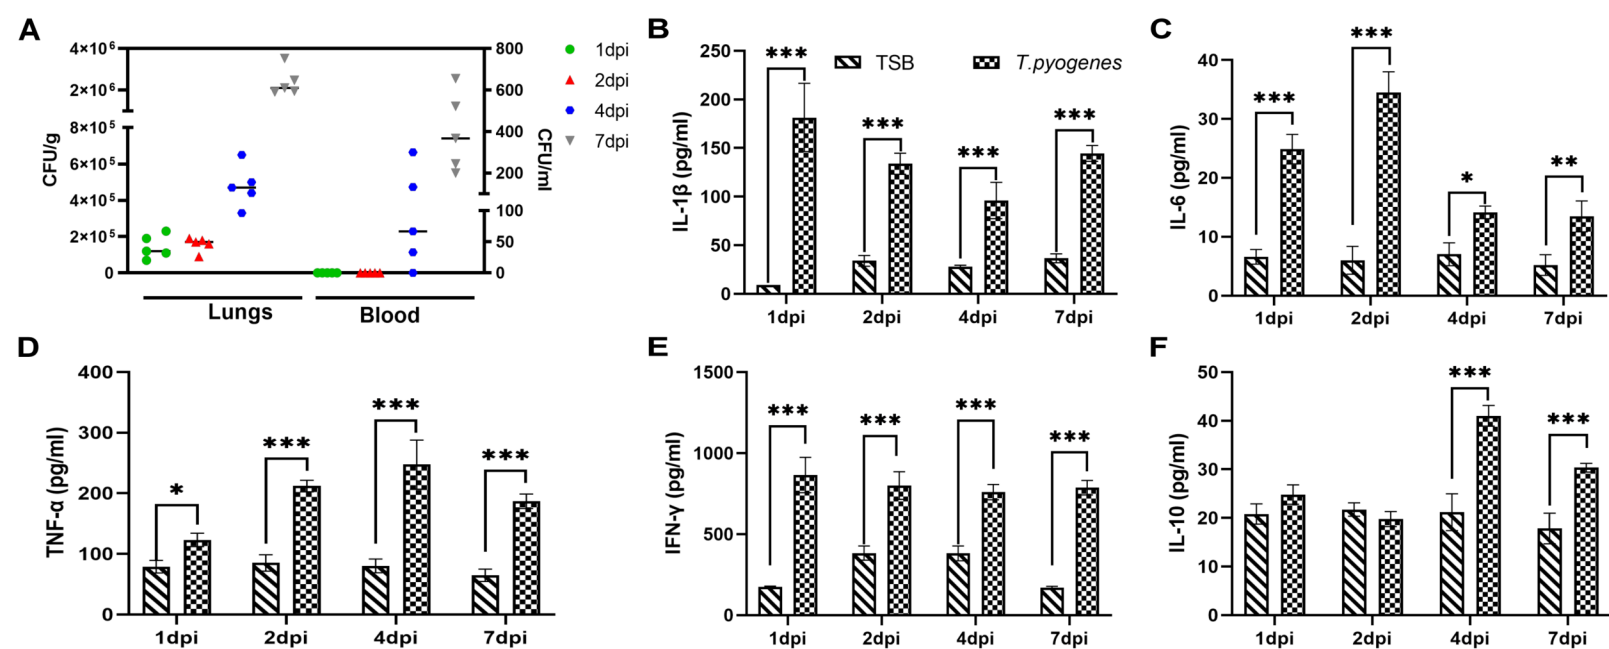 A
4×10⁶
2×10⁶
8×10⁵
6×10⁵
4×10⁵
2×10⁵
0
CFU/g
800
600
400
200
100
50
0
CFU/ml
1dpi
2dpi
4dpi
7dpi
Lungs
Blood
B
250
200
150
100
50
0
IL-1β (pg/ml)
TSB
T.pyogenes
***
***
***
***
1dpi
2dpi
4dpi
7dpi
C
40
30
20
10
0
IL-6 (pg/ml)
***
***
*
**
1dpi
2dpi
4dpi
7dpi
D
400
300
200
100
0
TNF-α (pg/ml)
*
***
***
***
1dpi
2dpi
4dpi
7dpi
E
1500
1000
500
0
IFN-γ (pg/ml)
***
***
***
***
1dpi
2dpi
4dpi
7dpi
F
50
40
30
20
10
0
IL-10 (pg/ml)
***
***
1dpi
2dpi
4dpi
7dpi